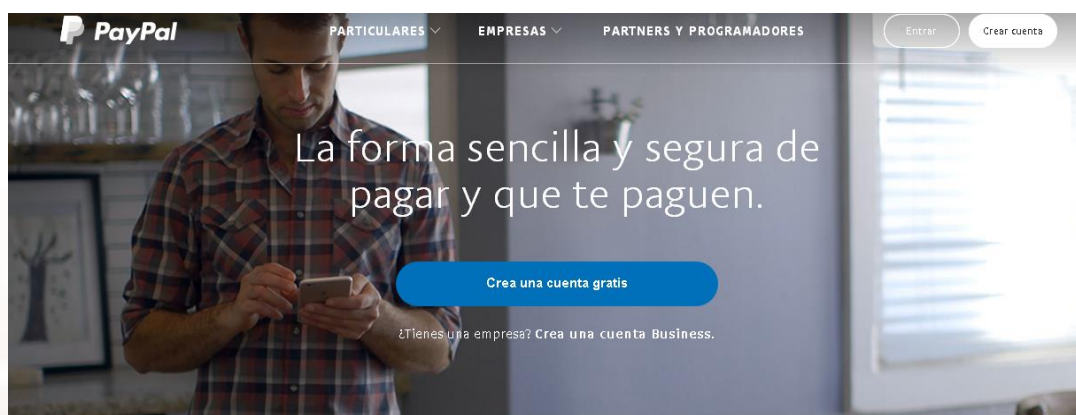 PayPal
PARTICULARES
EMPRESAS
PARTNERS Y PROGRAMADORES
Entrar
Crear cuenta
La forma sencilla y segura de
pagar y que te paguen.
Crea una cuenta gratis
¿Tienes una empresa? Crea una cuenta Business.